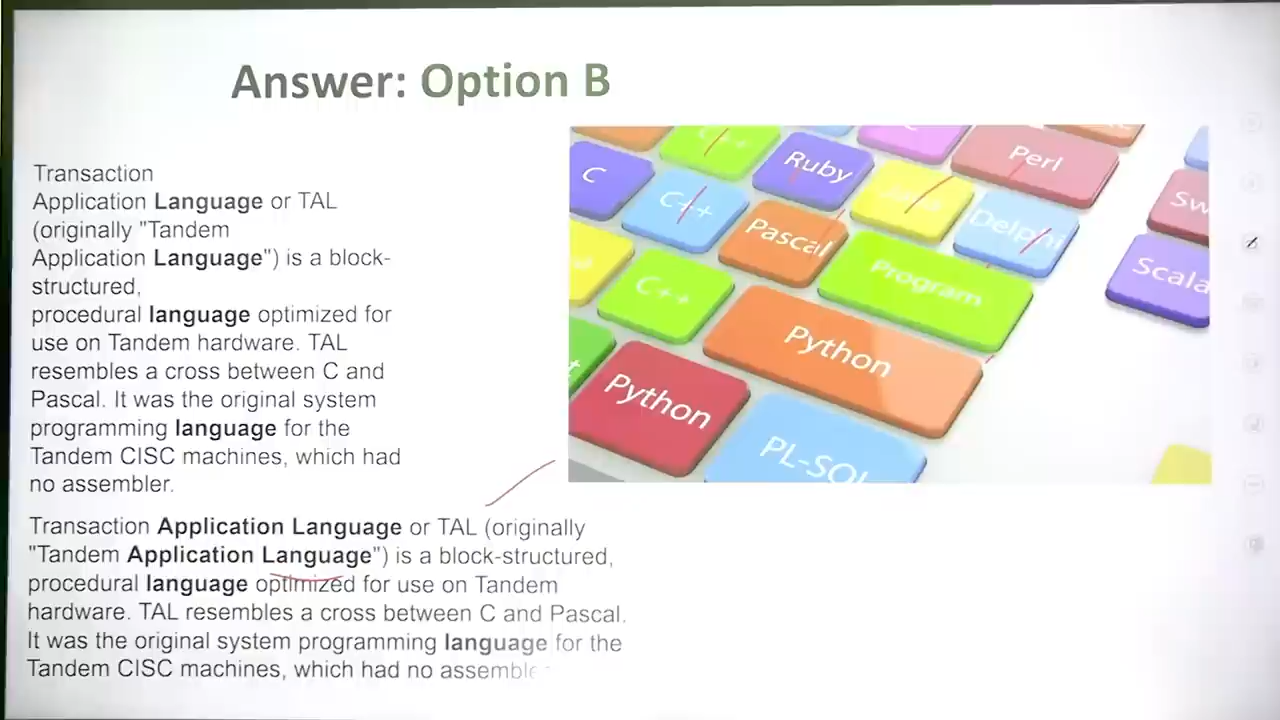 Answer: Option B
Transaction
Application Language or TAL
(originally "Tandem
Application Language") is a block-
structured,
procedural language optimized for
use on Tandem hardware. TAL
resembles a cross between C and
Pascal. It was the original system
programming language for the
Tandem CISC machines, which had
no assembler.
Transaction Application Language or TAL (originally
"Tandem Application Language") is a block-structured,
procedural language optimized for use on Tandem
hardware. TAL resembles a cross between C and Pascal.
It was the original system programming language for the
Tandem CISC machines, which had no assemble
C++
Perl
C
Ruby
C++
Java
Delphi
Sw
Pascal
Scala
C++
Program
Python
Python
PL-SQL